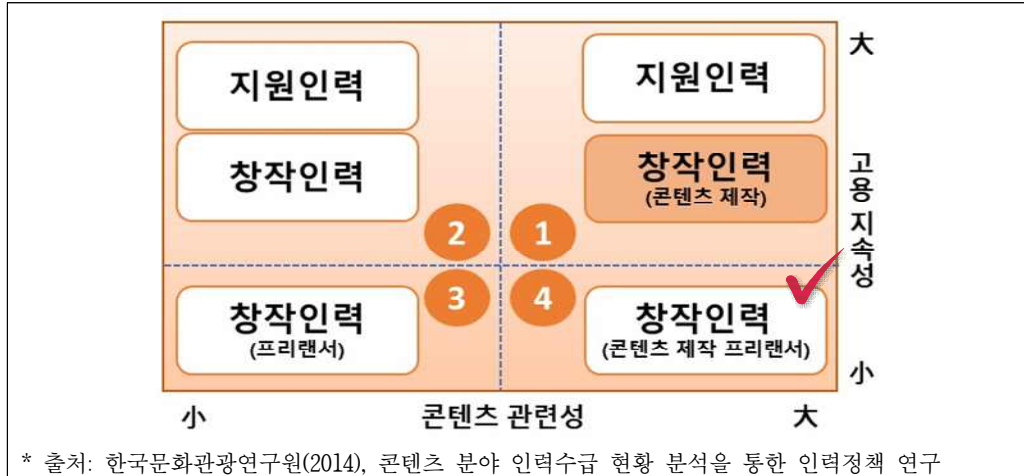 지원인력
지원인력
大
창작인력
창작인력
(콘텐츠 제작)
고용 지속성
2
1
3
4
창작인력
(프리랜서)
창작인력
(콘텐츠 제작 프리랜서)
小
小
콘텐츠 관련성
大
* 출처: 한국문화관광연구원(2014), 콘텐츠 분야 인력수급 현황 분석을 통한 인력정책 연구